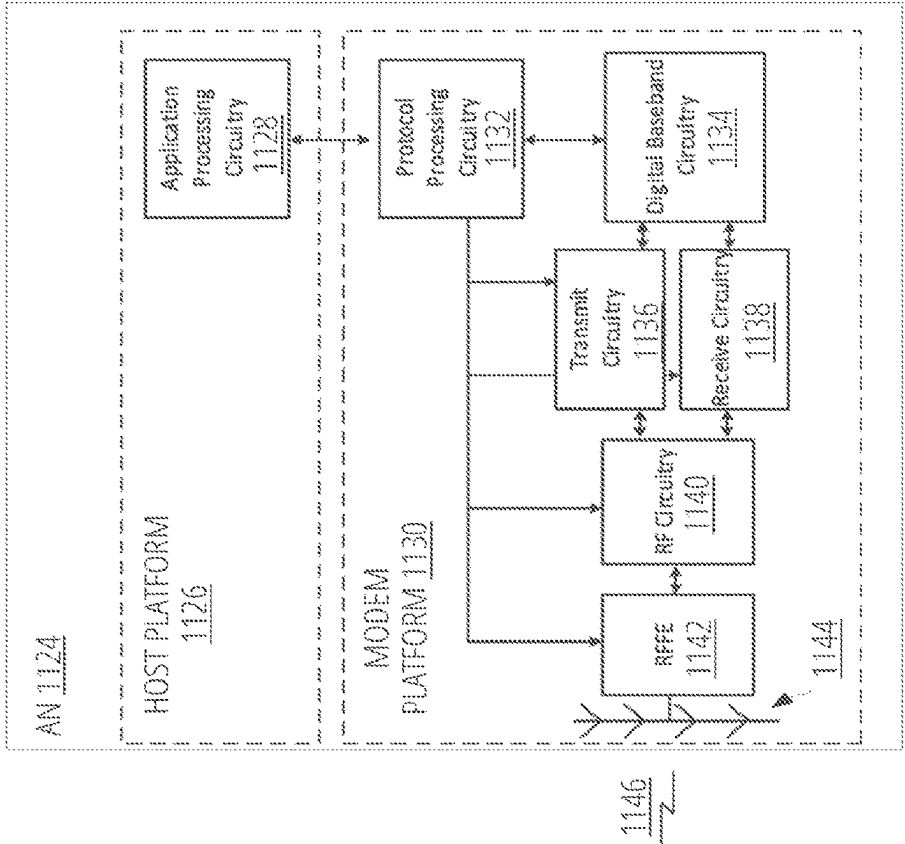 AN 1124
HOST PLATFORM
1126
Application
Processing
Circuitry
1128
MODEM
PLATFORM 1130
Protocol
Processing
Circuitry
1132
RFFE
1142
RF Circuitry
1140
Transmit
Circuitry
1136
Receive Circuitry
1138
Digital Baseband
Circuitry
1134
1144
1146